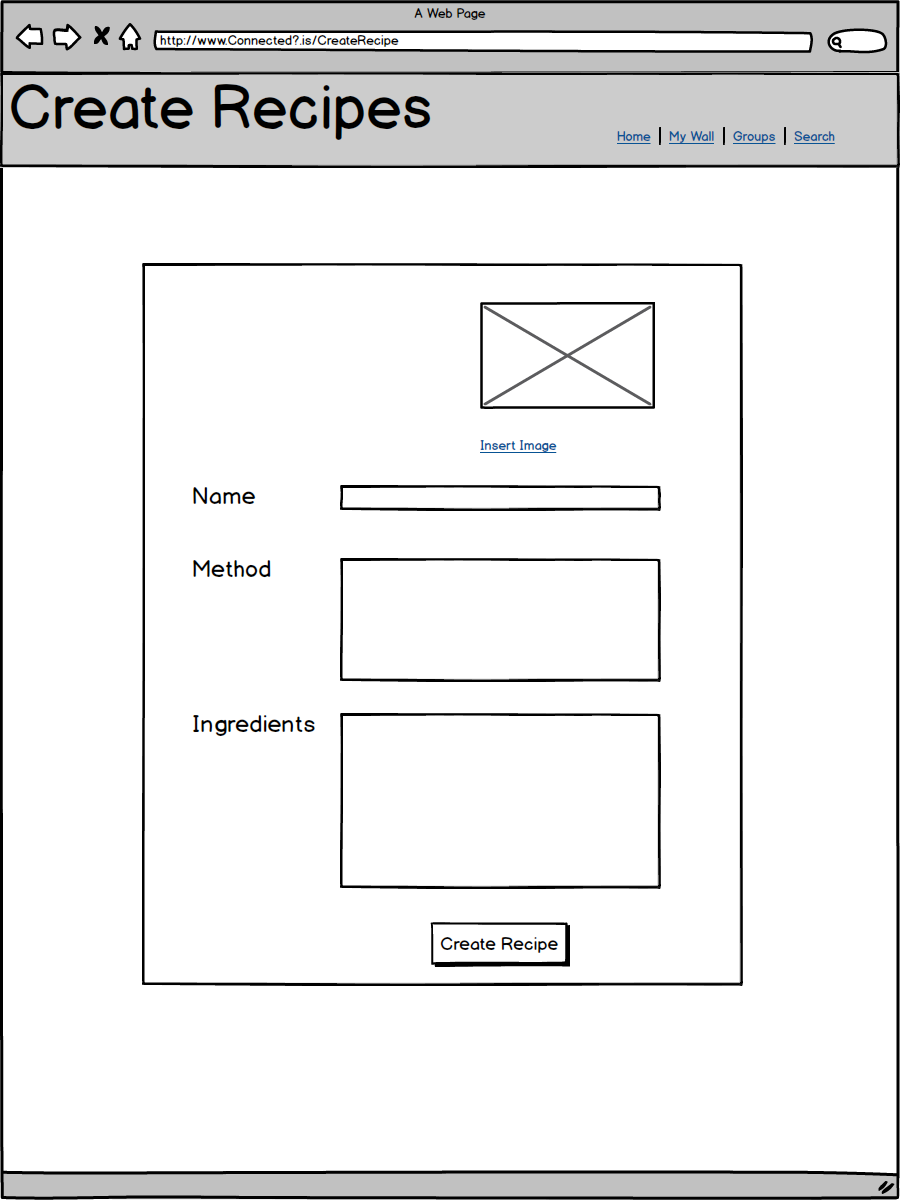 A Web Page
http://www.Connected?.is/CreateRecipe
Create Recipes
Home | My Wall | Groups | Search
Insert Image
Name
Method
Ingredients
Create Recipe